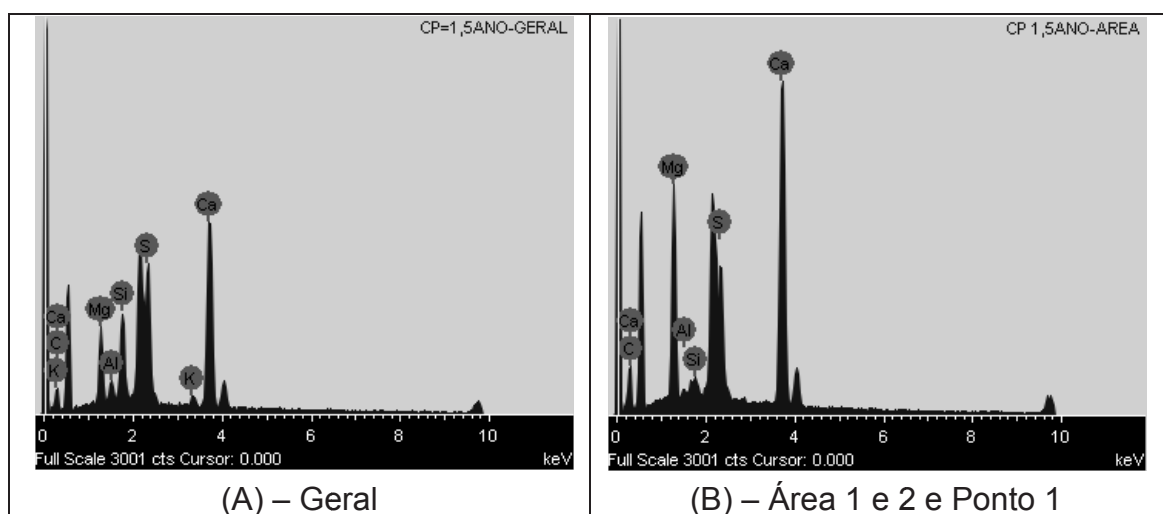 CP=1,5ANO-GERAL
Ca
S
Si
Mg
Ca
C
Al
K
K
0 2 4 6 8 10
Full Scale 3001 cts Cursor: 0.000 keV
(A) – Geral
CP 1,5ANO-AREA
Ca
Mg
S
Al
Ca
Si
C
0 2 4 6 8 10
Full Scale 3001 cts Cursor: 0.000 keV
(B) – Área 1 e 2 e Ponto 1